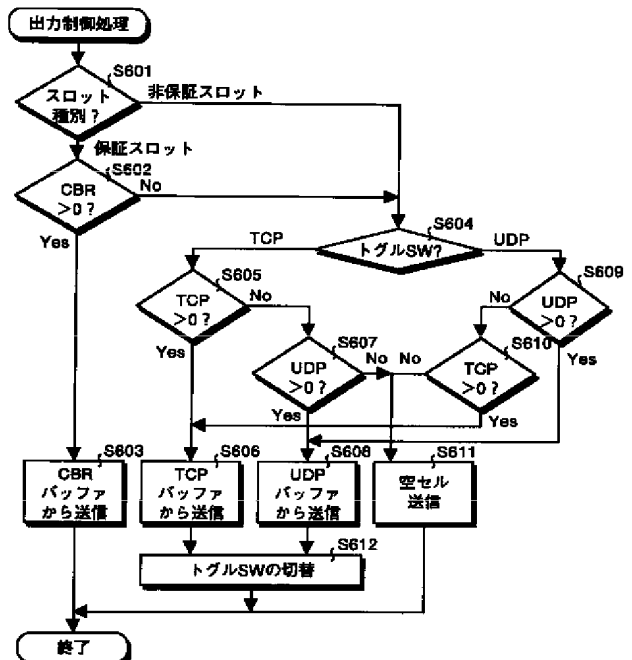 出力制御処理
S601
スロット
種別？
非保証スロット
保証スロット
S602
CBR
＞0？
No
Yes
S604
トグルSW？
TCP
UDP
S605
TCP
＞0？
No
Yes
S609
UDP
＞0？
No
Yes
S607
UDP
＞0？
No
Yes
S610
TCP
＞0？
No
Yes
S603
CBR
バッファ
から送信
S606
TCP
バッファ
から送信
S608
UDP
バッファ
から送信
S611
空セル
送信
S612
トグルSWの切替
終了